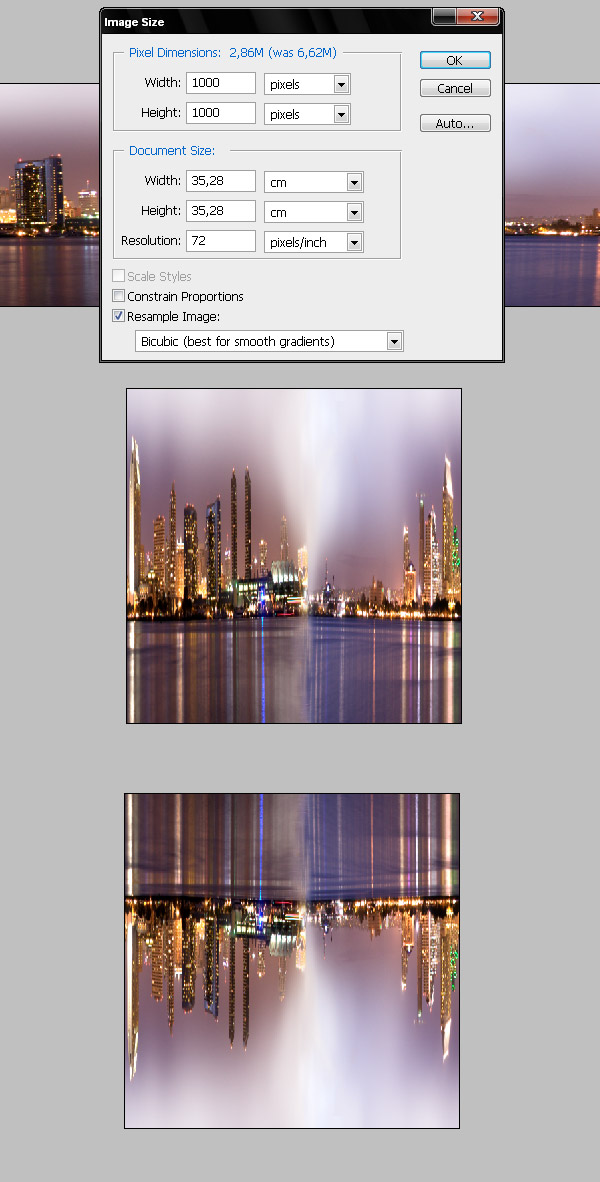 Image Size
Pixel Dimensions: 2,86M (was 6,62M)
Width: 1000 pixels
Height: 1000 pixels
OK
Cancel
Auto...
Document Size:
Width: 35,28 cm
Height: 35,28 cm
Resolution: 72 pixels/inch
Scale Styles
Constrain Proportions
Resample Image:
Bicubic (best for smooth gradients)